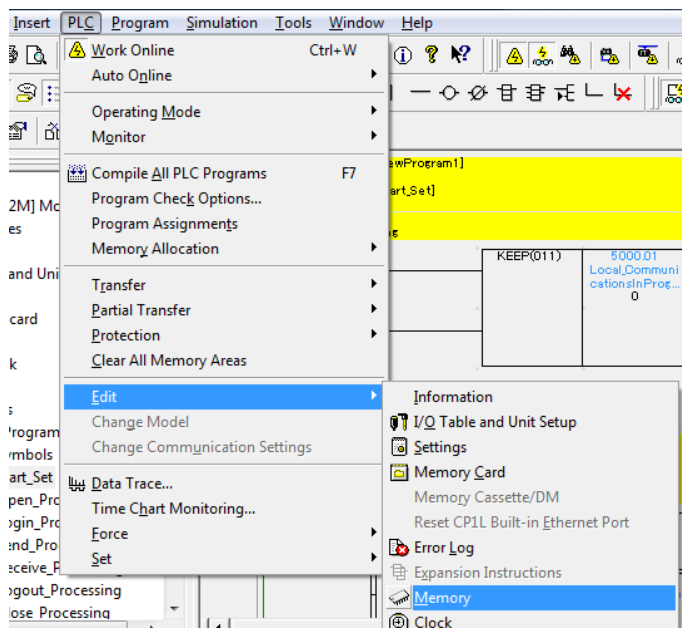 Insert PLC Program Simulation Tools Window Help
Work Online Ctrl+W
Auto Online
Operating Mode
Monitor
Compile All PLC Programs F7
Program Check Options...
Program Assignments
Memory Allocation
Transfer
Partial Transfer
Protection
Clear All Memory Areas
Edit
Change Model
Change Communication Settings
Data Trace...
Time Chart Monitoring...
Force
Set
Information
I/O Table and Unit Setup
Settings
Memory Card
Memory Cassette/DM
Reset CP1L Built-in Ethernet Port
Error Log
Expansion Instructions
Memory
Clock
ewProgram1]
art_Set]
KEEP(011)
5000.01
Local_Communi
cationsInProg...
0
2M] Mo
es
and Uni
card
k
s
Program
ymbols
art_Set
pen_Pro
ogin_Pro
end_Pro
eceive_P
ogout_Processing
lose_Processing